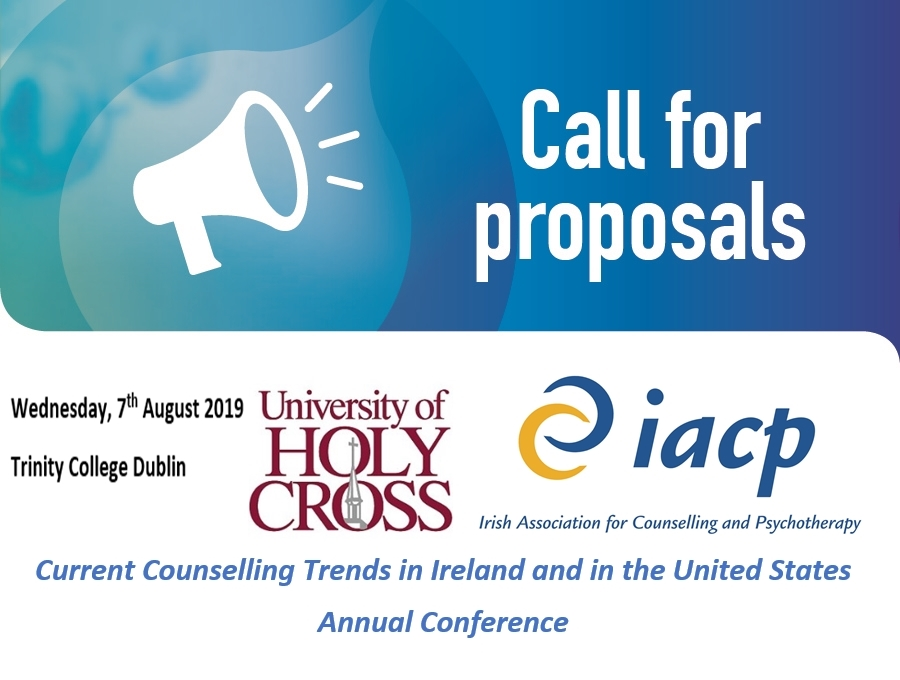 Call for
proposals
Wednesday, 7th August 2019
Trinity College Dublin
University of
HOLY
CROSS
iacp
Irish Association for Counselling and Psychotherapy
Current Counselling Trends in Ireland and in the United States
Annual Conference